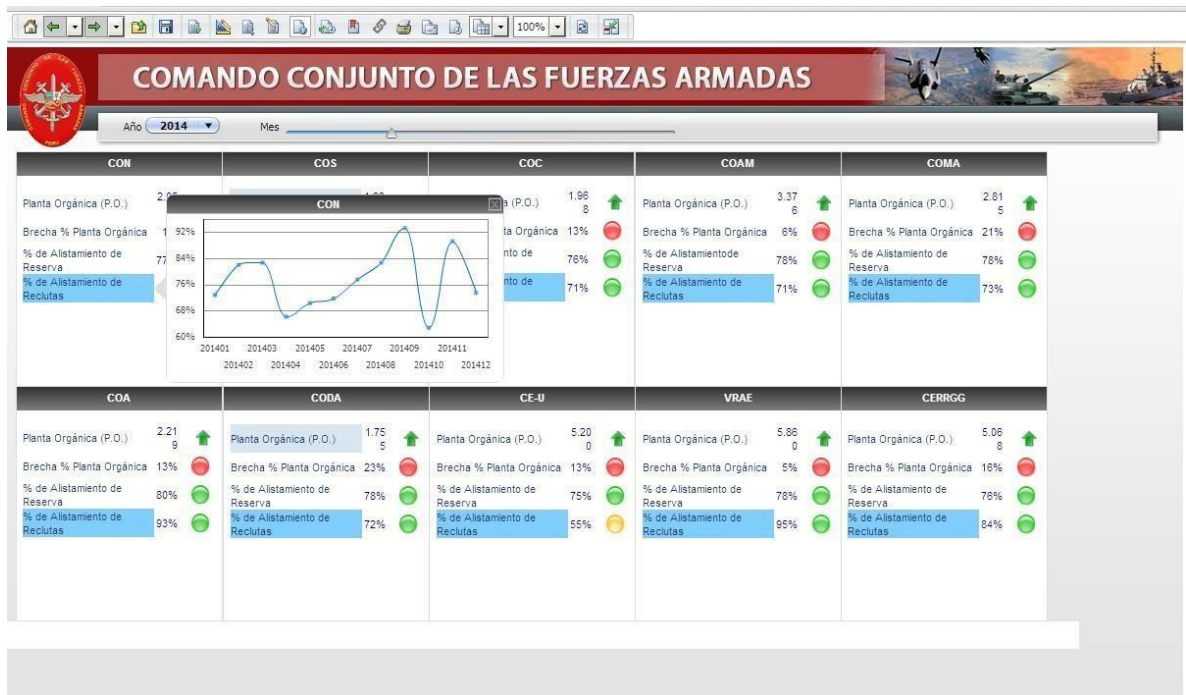 100%
COMANDO CONJUNTO DE LAS FUERZAS ARMADAS
PERU
Año 2014 Mes
CON COS COC COAM COMA
Planta Orgánica (P.O.)
Brecha % Planta Orgánica
% de Alistamiento de
Reserva
% de Alistamiento de
Reclutas
CON
92%
84%
76%
68%
60%
201401 201403 201405 201407 201409 201411
201402 201404 201406 201408 201410 201412
(P.O.) 1.96
8
Orgánica 13%
76%
de
71%
Planta Orgánica (P.O.) 3.37
6
Brecha % Planta Orgánica 6%
% de Alistamientode
Reserva 78%
% de Alistamiento de
Reclutas 71%
Planta Orgánica (P.O.) 2.81
5
Brecha % Planta Orgánica 21%
% de Alistamiento de
Reserva 78%
% de Alistamiento de
Reclutas 73%
COA CODA CE-U VRAE CERRGG
Planta Orgánica (P.O.) 2.21
9
Brecha % Planta Orgánica 13%
% de Alistamiento de
Reserva 80%
% de Alistamiento de
Reclutas 93%
Planta Orgánica (P.O.) 1.75
5
Brecha % Planta Orgánica 23%
% de Alistamiento de
Reserva 78%
% de Alistamiento de
Reclutas 72%
Planta Orgánica (P.O.) 5.20
0
Brecha % Planta Orgánica 13%
% de Alistamiento de
Reserva 75%
% de Alistamiento de
Reclutas 55%
Planta Orgánica (P.O.) 5.86
0
Brecha % Planta Orgánica 5%
% de Alistamiento de
Reserva 78%
% de Alistamiento de
Reclutas 95%
Planta Orgánica (P.O.) 5.06
8
Brecha % Planta Orgánica 16%
% de Alistamiento de
Reserva 76%
% de Alistamiento de
Reclutas 84%